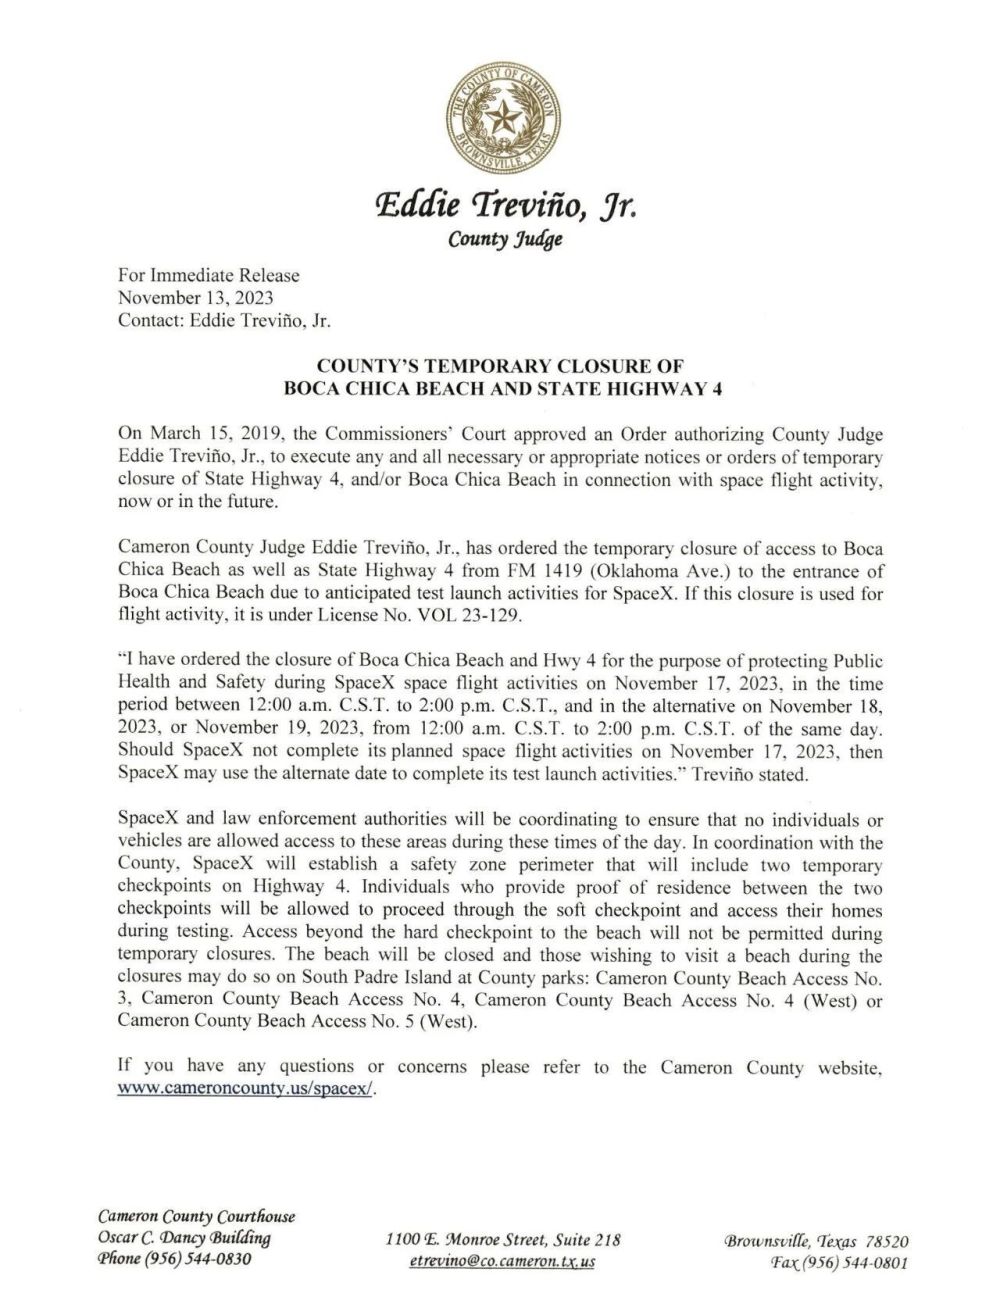 THE COUNTY OF CAMERON
BROWNSVILLE, TEXAS
Eddie Treviño, Jr.
County Judge
For Immediate Release
November 13, 2023
Contact: Eddie Treviño, Jr.
COUNTY'S TEMPORARY CLOSURE OF
BOCA CHICA BEACH AND STATE HIGHWAY 4
On March 15, 2019, the Commissioners' Court approved an Order authorizing County Judge
Eddie Treviño, Jr., to execute any and all necessary or appropriate notices or orders of temporary
closure of State Highway 4, and/or Boca Chica Beach in connection with space flight activity,
now or in the future.
Cameron County Judge Eddie Treviño, Jr., has ordered the temporary closure of access to Boca
Chica Beach as well as State Highway 4 from FM 1419 (Oklahoma Ave.) to the entrance of
Boca Chica Beach due to anticipated test launch activities for SpaceX. If this closure is used for
flight activity, it is under License No. VOL 23-129.
“I have ordered the closure of Boca Chica Beach and Hwy 4 for the purpose of protecting Public
Health and Safety during SpaceX space flight activities on November 17, 2023, in the time
period between 12:00 a.m. C.S.T. to 2:00 p.m. C.S.T., and in the alternative on November 18,
2023, or November 19, 2023, from 12:00 a.m. C.S.T. to 2:00 p.m. C.S.T. of the same day.
Should SpaceX not complete its planned space flight activities on November 17, 2023, then
SpaceX may use the alternate date to complete its test launch activities.” Treviño stated.
SpaceX and law enforcement authorities will be coordinating to ensure that no individuals or
vehicles are allowed access to these areas during these times of the day. In coordination with the
County, SpaceX will establish a safety zone perimeter that will include two temporary
checkpoints on Highway 4. Individuals who provide proof of residence between the two
checkpoints will be allowed to proceed through the soft checkpoint and access their homes
during testing. Access beyond the hard checkpoint to the beach will not be permitted during
temporary closures. The beach will be closed and those wishing to visit a beach during the
closures may do so on South Padre Island at County parks: Cameron County Beach Access No.
3, Cameron County Beach Access No. 4, Cameron County Beach Access No. 4 (West) or
Cameron County Beach Access No. 5 (West).
If you have any questions or concerns please refer to the Cameron County website,
www.cameroncounty.us/spacex/.
Cameron County Courthouse
Oscar C. Dancy Building
Phone (956) 544-0830
1100 E. Monroe Street, Suite 218
etrevino@co.cameron.tx.us
Brownsville, Texas 78520
Fax (956) 544-0801